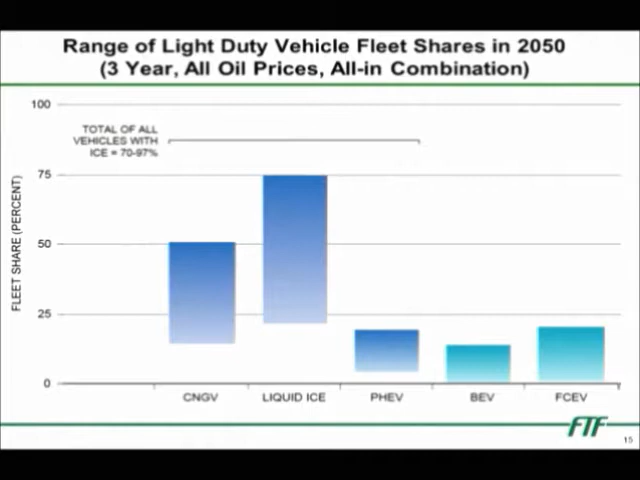 Range of Light Duty Vehicle Fleet Shares in 2050
(3 Year, All Oil Prices, All-in Combination)
100
TOTAL OF ALL
VEHICLES WITH
ICE = 70-97%
75
50
25
0
FLEET SHARE (PERCENT)
CNGV LIQUID ICE PHEV BEV FCEV
FTF
15